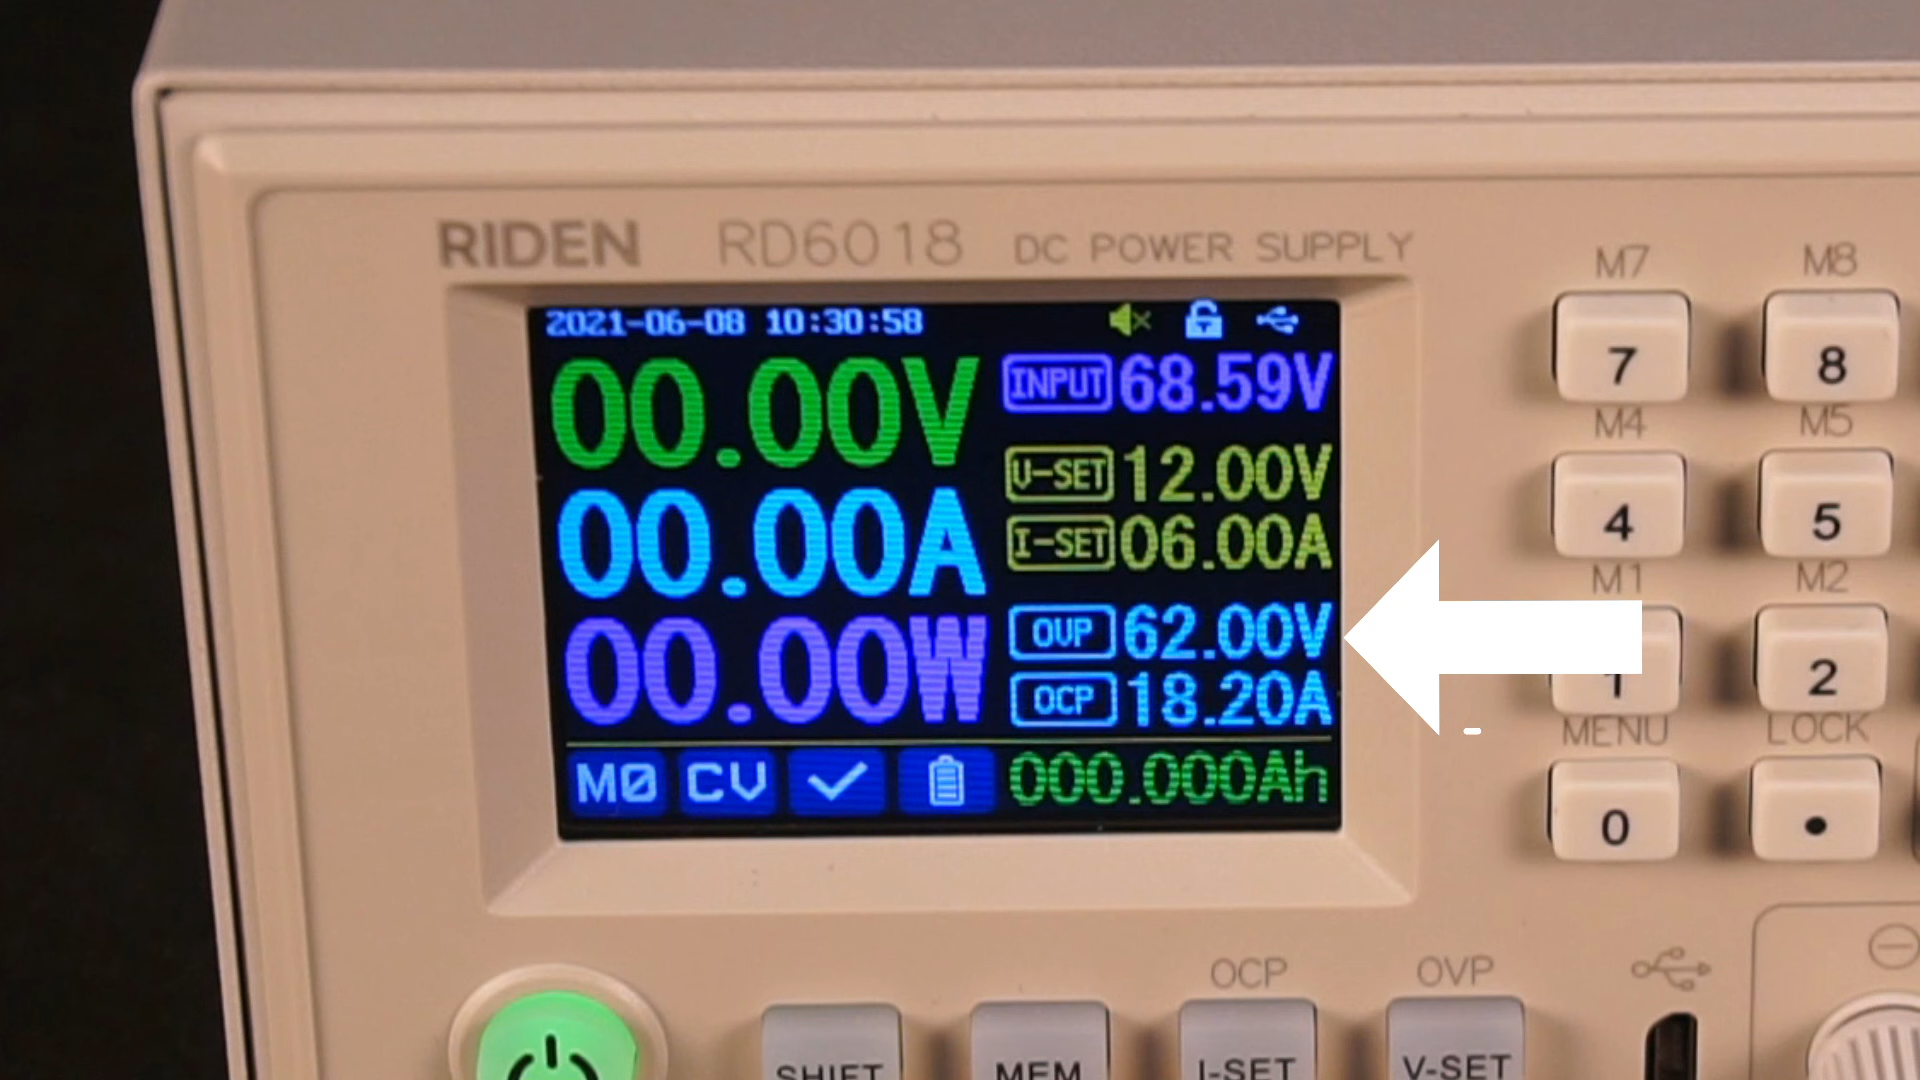 RIDEN RD6018 DC POWER SUPPLY
2021-06-08 10:30:58
00.00V
00.00A
00.00W
INPUT 68.59V
V-SET 12.00V
I-SET 06.00A
OVP 62.00V
OCP 18.20A
M0 CV 000.000Ah
M7 M8
7 8
M4 M5
4 5
M1 M2
1 2
MENU LOCK
0 •
OCP OVP
SHIFT MEM I-SET V-SET